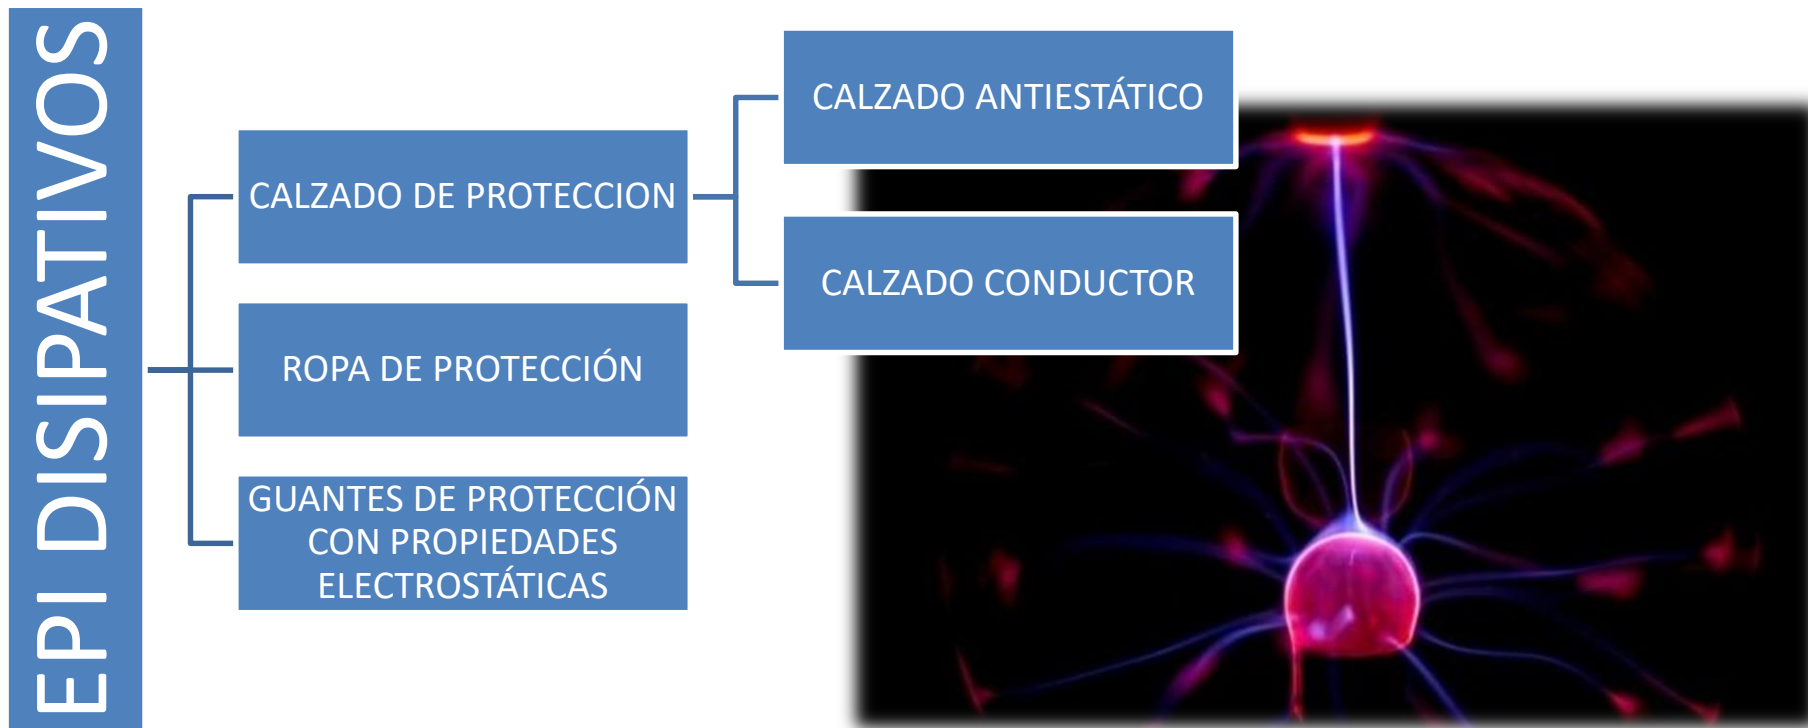 EPI DISIPATIVOS
CALZADO DE PROTECCION
CALZADO ANTIESTÁTICO
CALZADO CONDUCTOR
ROPA DE PROTECCIÓN
GUANTES DE PROTECCIÓN
CON PROPIEDADES
ELECTROSTÁTICAS